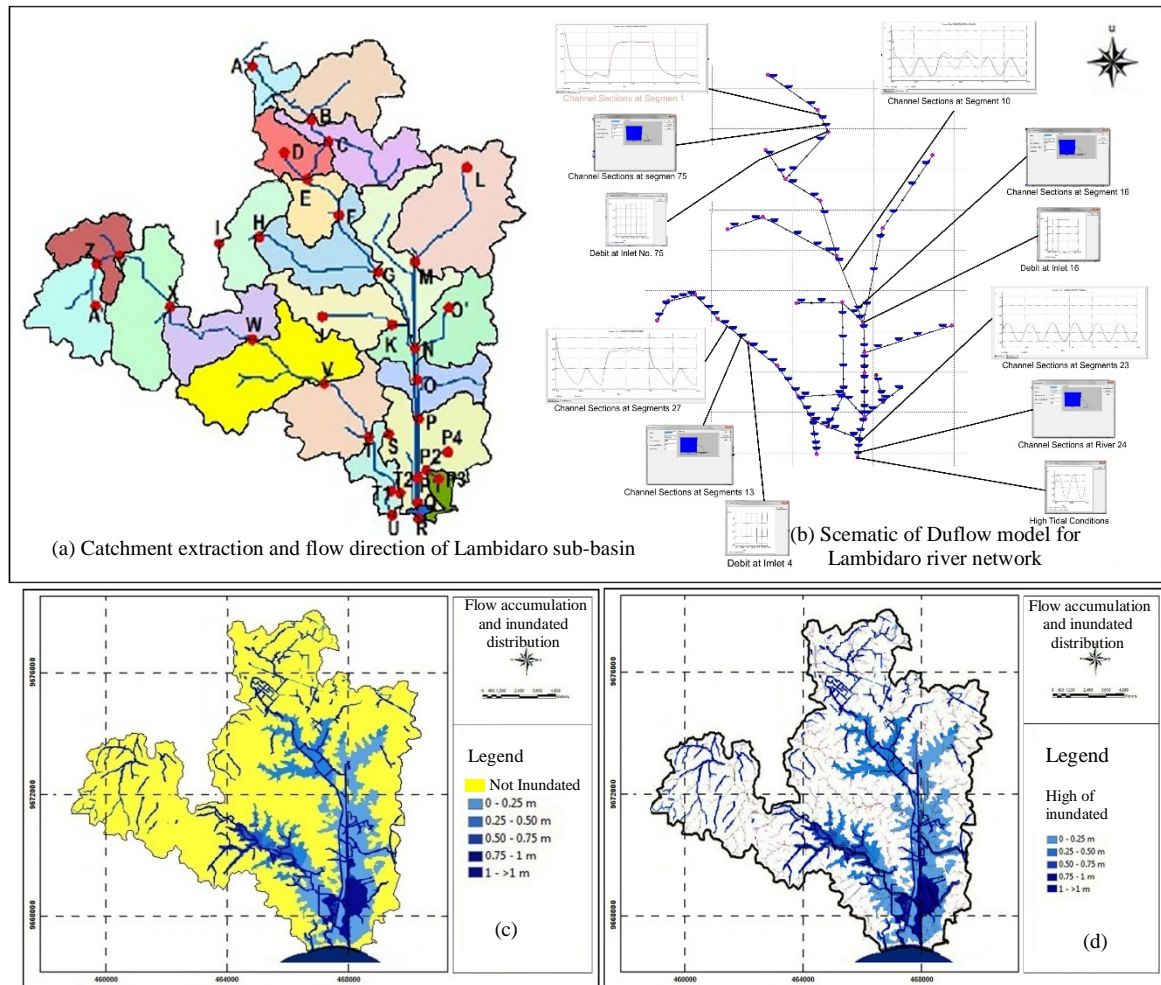 A
B
C
D
E
F
L
I
H
G
M
Z
A
X
W
J
K
O'
N
O
V
P
T
S
P4
P2
T2
P3
T1
Q
U
R
(a) Catchment extraction and flow direction of Lambidaro sub-basin
u
Channel Sections at Segmen 1
Channel Sections at Segment 10
Channel Sections at segmen 75
Channel Sections at Segment 16
Debit at Inlet No. 75
Debit at Inlet 16
Channel Sections at Segments 23
Channel Sections at Segments 27
Channel Sections at River 24
Channel Sections at Segments 13
High Tidal Conditions
Debit at Imlet 4
(b) Scematic of Duflow model for
Lambidaro river network
Flow accumulation
and inundated
distribution
Legend
Not Inundated
0 - 0.25 m
0.25 - 0.50 m
0.50 - 0.75 m
0.75 - 1 m
1 - >1 m
9676000
9672000
9668000
460000
464000
468000
(c)
Flow accumulation
and inundated
distribution
Legend
High of
inundated
0 - 0.25 m
0.25 - 0.50 m
0.50 - 0.75 m
0.75 - 1 m
1 - >1 m
9676000
9672000
9668000
460000
464000
468000
(d)